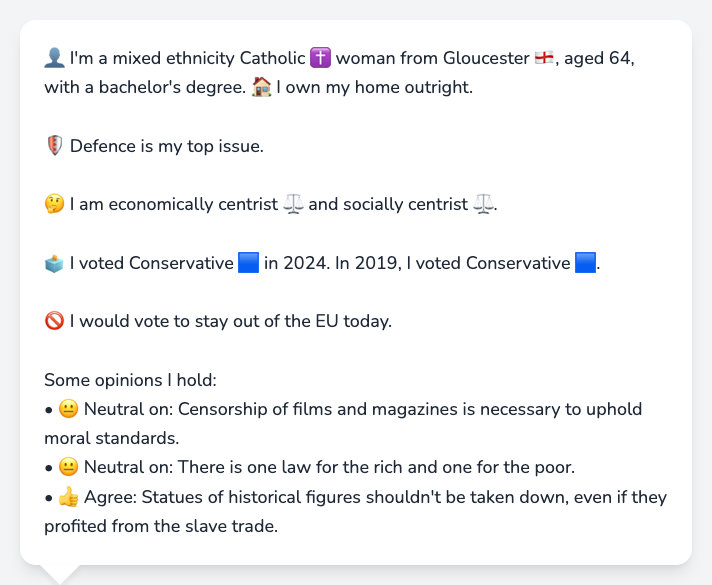 👤 I'm a mixed ethnicity Catholic ✝️ woman from Gloucester 🏴󠁧󠁢󠁥󠁮󠁧󠁿, aged 64,
with a bachelor's degree. 🏠 I own my home outright.
🛡️ Defence is my top issue.
🤔 I am economically centrist ⚖️ and socially centrist ⚖️.
🗳️ I voted Conservative 🟦 in 2024. In 2019, I voted Conservative 🟦.
🚫 I would vote to stay out of the EU today.
Some opinions I hold:
• 😐 Neutral on: Censorship of films and magazines is necessary to uphold
moral standards.
• 😐 Neutral on: There is one law for the rich and one for the poor.
• 👍 Agree: Statues of historical figures shouldn't be taken down, even if they
profited from the slave trade.